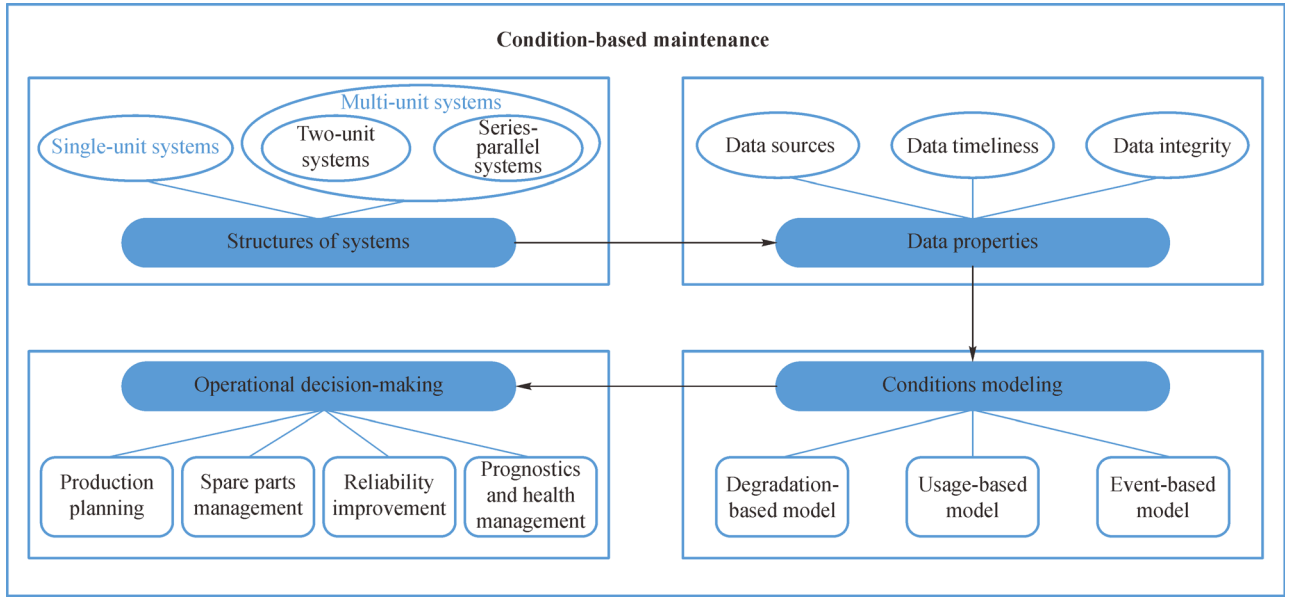 Condition-based maintenance
Multi-unit systems
Single-unit systems
Two-unit
systems
Series-
parallel
systems
Structures of systems
Data sources
Data timeliness
Data integrity
Data properties
Operational decision-making
Production
planning
Spare parts
management
Reliability
improvement
Prognostics
and health
management
Conditions modeling
Degradation-
based model
Usage-based
model
Event-based
model